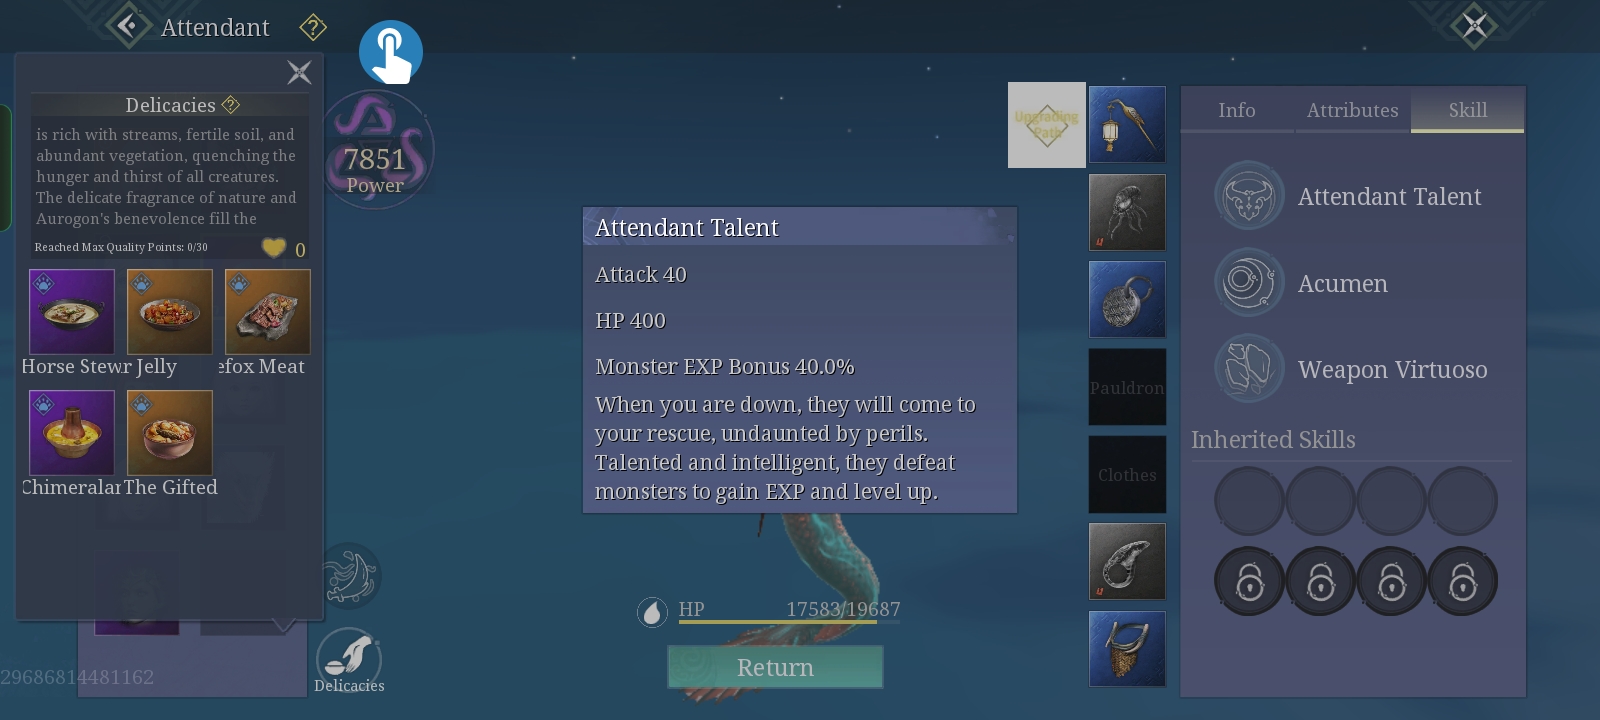 Attendant
Delicacies
is rich with streams, fertile soil, and
abundant vegetation, quenching the
hunger and thirst of all creatures.
The delicate fragrance of nature and
Aurogon's benevolence fill the
Reached Max Quality Points: 0/30
0
Horse Stew
r Jelly
efox Meat
Chimeralar
The Gifted
7851
Power
Delicacies
29686814481162
Attendant Talent
Attack 40
HP 400
Monster EXP Bonus 40.0%
When you are down, they will come to
your rescue, undaunted by perils.
Talented and intelligent, they defeat
monsters to gain EXP and level up.
HP 17583/19687
Return
Upgrading
Path
Pauldron
Clothes
Info Attributes Skill
Attendant Talent
Acumen
Weapon Virtuoso
Inherited Skills